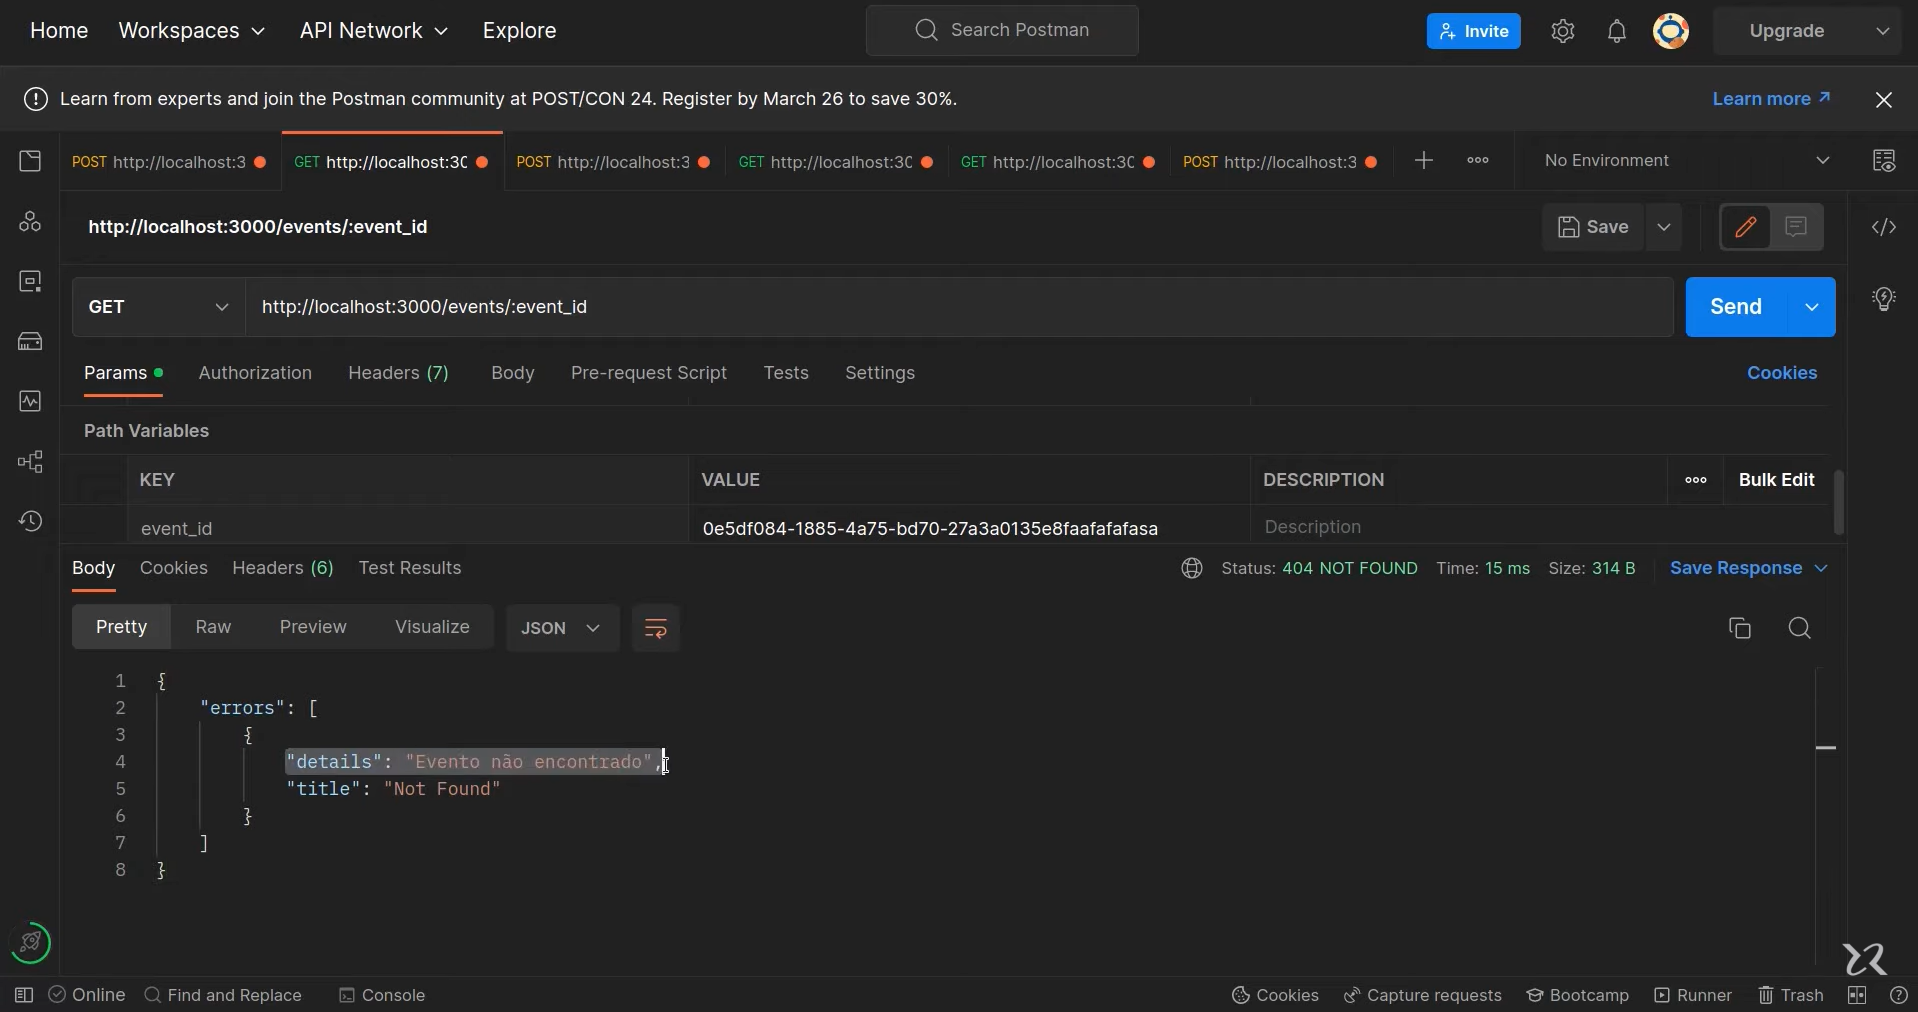 Home Workspaces API Network Explore Search Postman Invite Upgrade
Learn from experts and join the Postman community at POST/CON 24. Register by March 26 to save 30%. Learn more
POST http://localhost:3 GET http://localhost:30 POST http://localhost:3 GET http://localhost:30 GET http://localhost:30 POST http://localhost:3 No Environment
http://localhost:3000/events/:event_id Save
GET http://localhost:3000/events/:event_id Send
Params Authorization Headers (7) Body Pre-request Script Tests Settings Cookies
Path Variables
KEY VALUE DESCRIPTION Bulk Edit
event_id 0e5df084-1885-4a75-bd70-27a3a0135e8faafafafasa Description
Body Cookies Headers (6) Test Results Status: 404 NOT FOUND Time: 15 ms Size: 314 B Save Response
Pretty Raw Preview Visualize JSON
1 {
2 "errors": [
3 {
4 "details": "Evento não encontrado",
5 "title": "Not Found"
6 }
7 ]
8 }
Online Find and Replace Console Cookies Capture requests Bootcamp Runner Trash